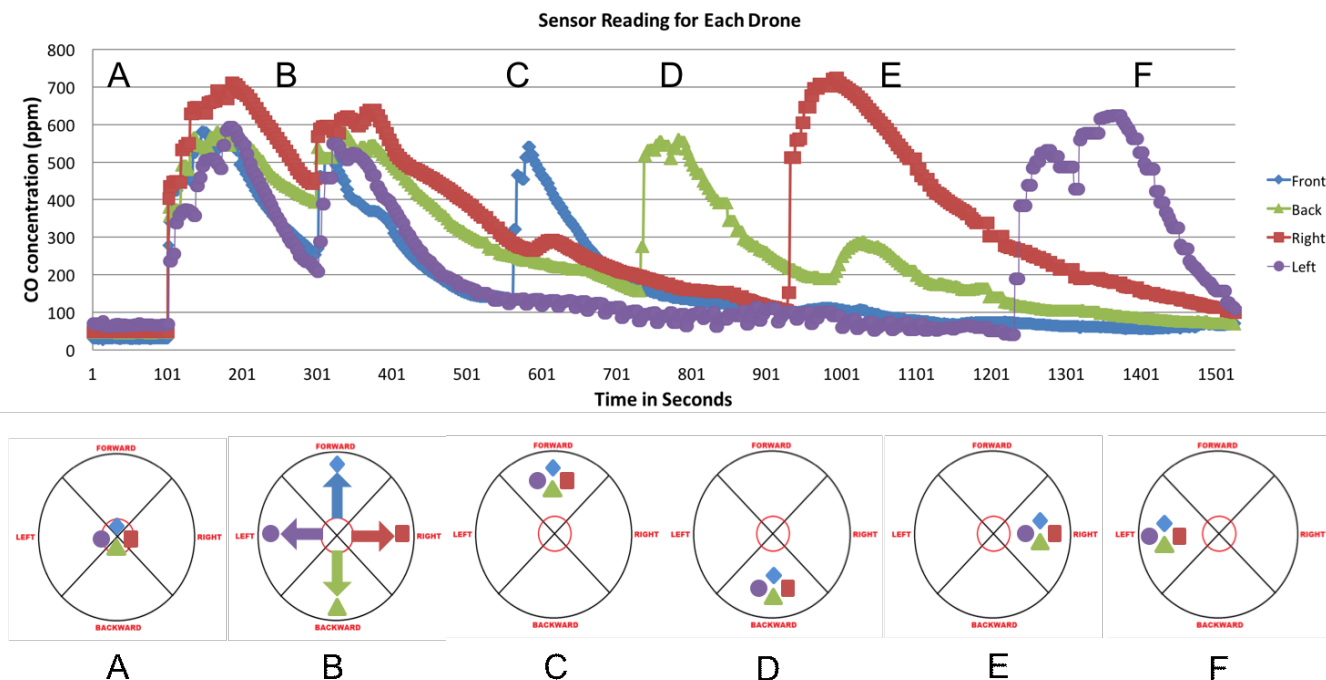 Sensor Reading for Each Drone
CO concentration (ppm)
800
700
600
500
400
300
200
100
0
A B C D E F
1 101 201 301 401 501 601 701 801 901 1001 1101 1201 1301 1401 1501
Time in Seconds
Front
Back
Right
Left
FORWARD FORWARD FORWARD FORWARD FORWARD FORWARD
LEFT RIGHT LEFT RIGHT LEFT RIGHT LEFT RIGHT LEFT RIGHT LEFT RIGHT
BACKWARD BACKWARD BACKWARD BACKWARD BACKWARD BACKWARD
A B C D E F